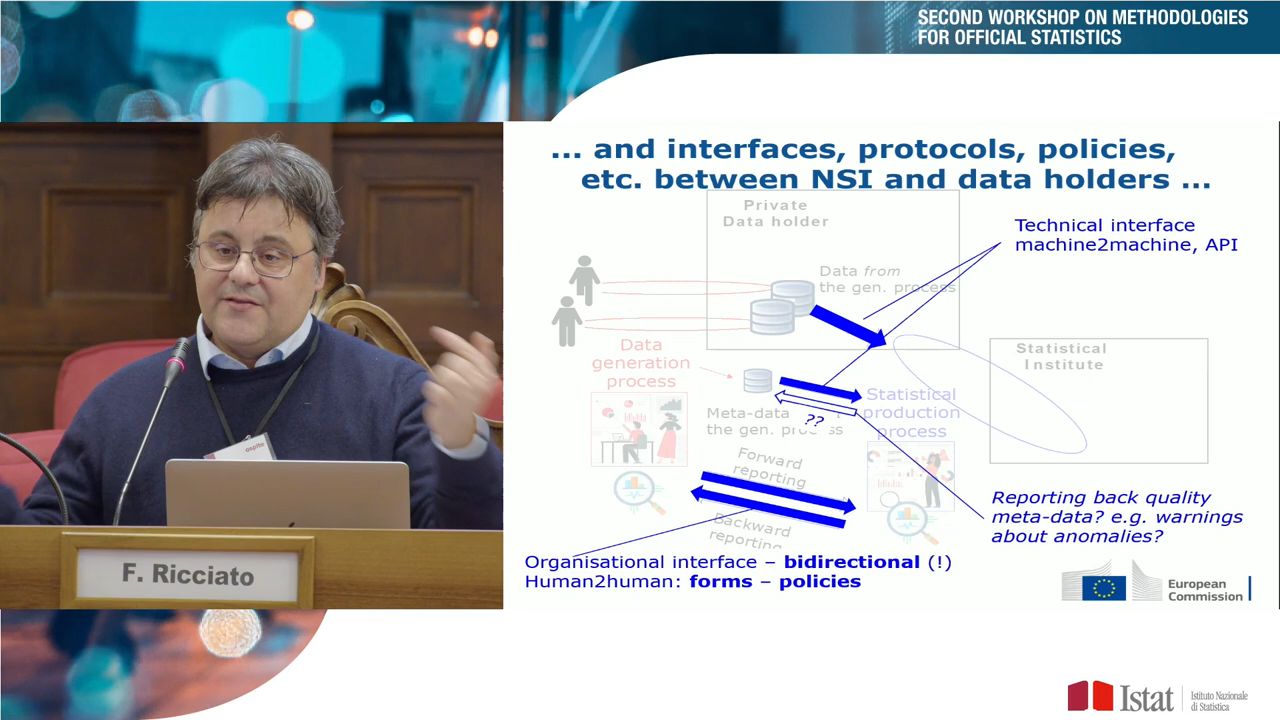 SECOND WORKSHOP ON METHODOLOGIES
FOR OFFICIAL STATISTICS
... and interfaces, protocols, policies,
etc. between NSI and data holders ...
Private
Data holder
Technical interface
machine2machine, API
Data from
the gen. process
Data
generation
process
Statistical
Institute
Meta-data
the gen. process
??
Statistical
production
process
Forward
reporting
Backward
reporting
Reporting back quality
meta-data? e.g. warnings
about anomalies?
Organisational interface – bidirectional (!)
Human2human: forms – policies
European
Commission
ospite
F. Ricciato
Istat
Istituto Nazionale
di Statistica